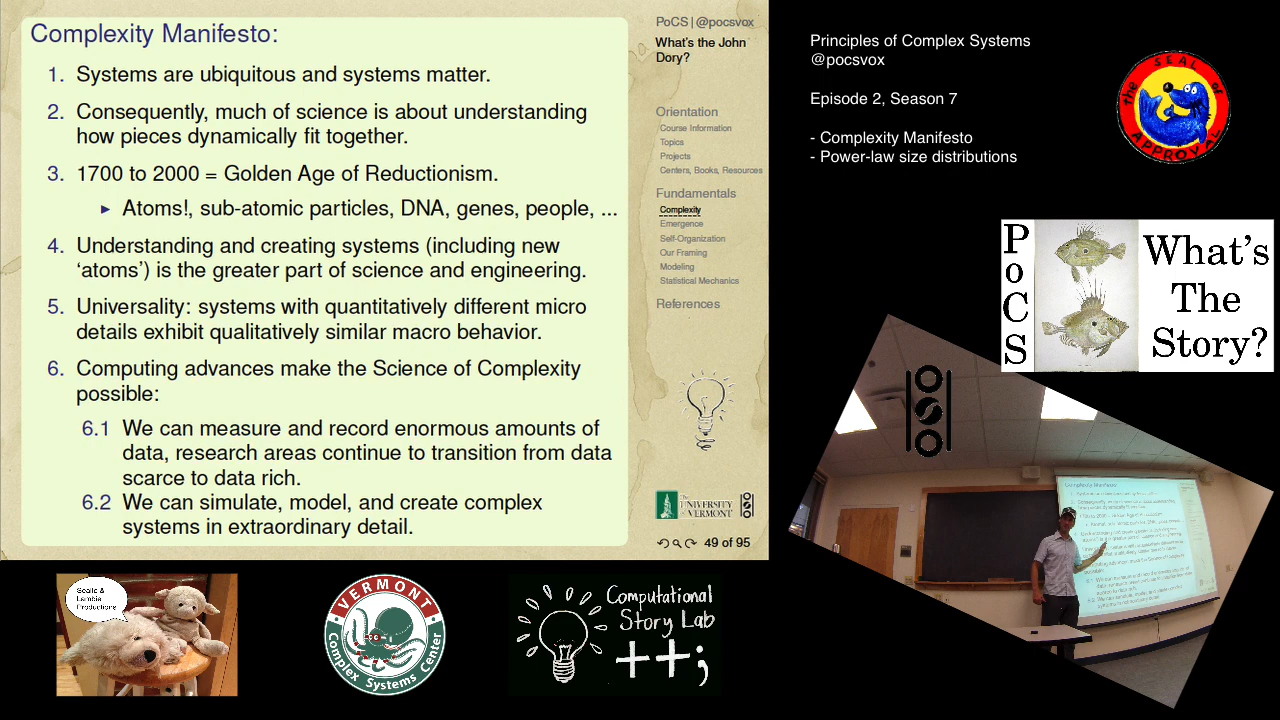 Complexity Manifesto:
1. Systems are ubiquitous and systems matter.
2. Consequently, much of science is about understanding
how pieces dynamically fit together.
3. 1700 to 2000 = Golden Age of Reductionism.
▸ Atoms!, sub-atomic particles, DNA, genes, people, ...
4. Understanding and creating systems (including new
‘atoms’) is the greater part of science and engineering.
5. Universality: systems with quantitatively different micro
details exhibit qualitatively similar macro behavior.
6. Computing advances make the Science of Complexity
possible:
6.1 We can measure and record enormous amounts of
data, research areas continue to transition from data
scarce to data rich.
6.2 We can simulate, model, and create complex
systems in extraordinary detail.
PoCS | @pocsvox
What's the John
Dory?
Orientation
Course Information
Topics
Projects
Centers, Books, Resources
Fundamentals
Complexity
Emergence
Self-Organization
Our Framing
Modeling
Statistical Mechanics
References
The
UNIVERSITY
of VERMONT
49 of 95
Principles of Complex Systems
@pocsvox
Episode 2, Season 7
- Complexity Manifesto
- Power-law size distributions
the SEAL of
APPROVAL
PoCS
What's
The
Story?
Complexity Manifesto:
Sealie &
Lambie
Productions
VERMONT
Complex Systems Center
Computational
Story Lab
++;